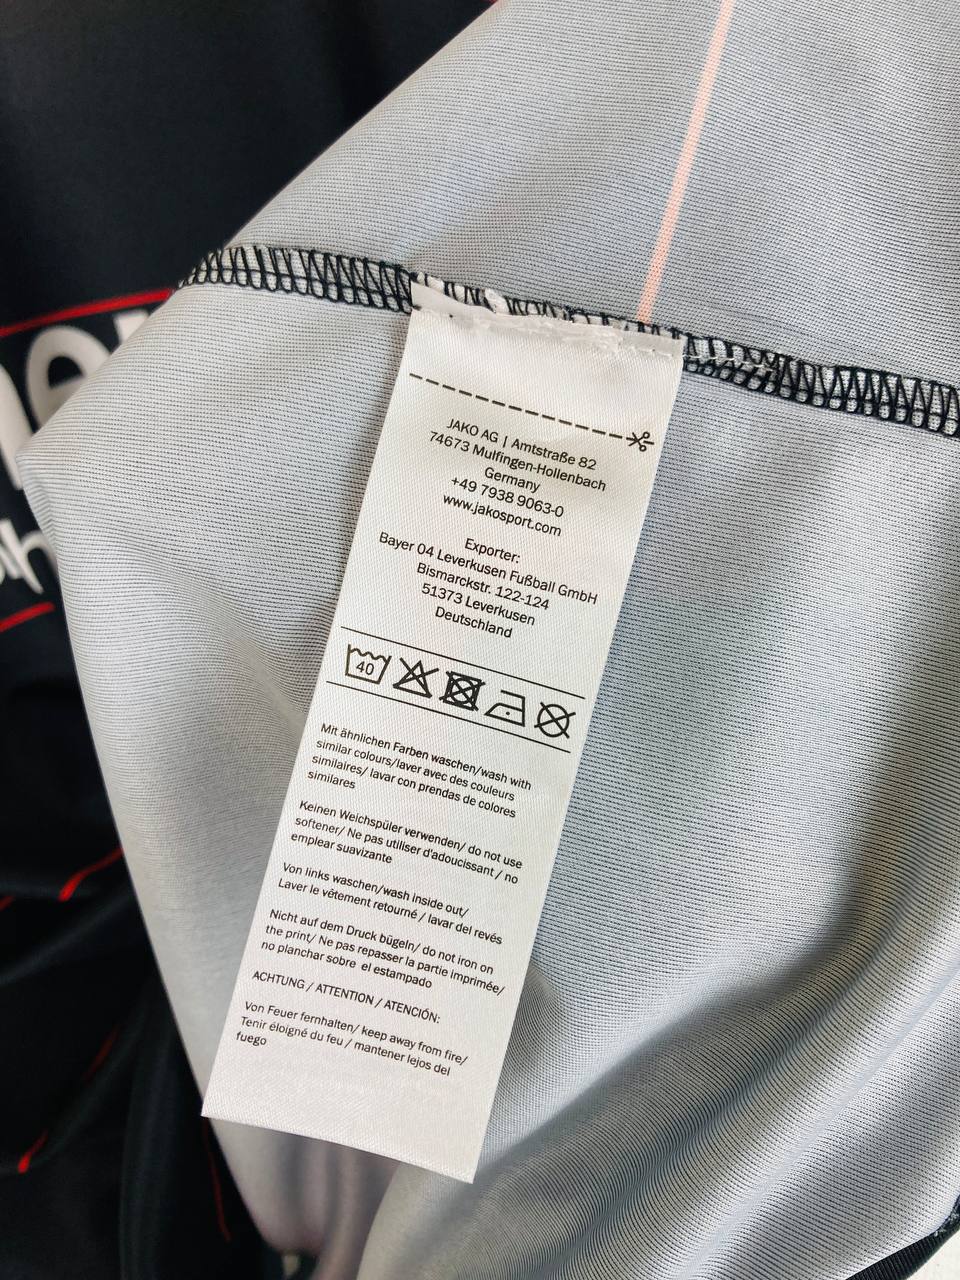 JAKO AG | Amtstraße 82
74673 Mulfingen-Hollenbach
Germany
+49 7938 9063-0
www.jakosport.com
Exporter:
Bayer 04 Leverkusen Fußball GmbH
Bismarckstr. 122-124
51373 Leverkusen
Deutschland
40
Mit ähnlichen Farben waschen/wash with
similar colours/laver avec des couleurs
similaires/ lavar con prendas de colores
similares
Keinen Weichspüler verwenden/ do not use
softener/ Ne pas utiliser d'adoucissant / no
emplear suavizante
Von links waschen/wash inside out/
Laver le vêtement retourné / lavar del revés
Nicht auf dem Druck bügeln/ do not iron on
the print/ Ne pas repasser la partie imprimée/
no planchar sobre el estampado
ACHTUNG / ATTENTION / ATENCIÓN:
Von Feuer fernhalten/ keep away from fire/
Tenir éloigné du feu / mantener lejos del
fuego